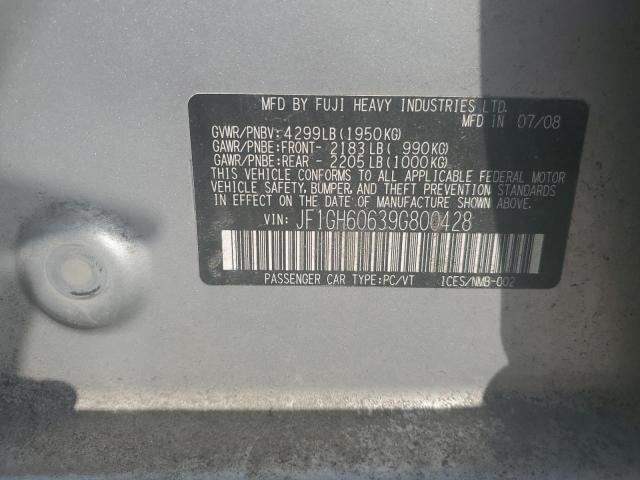 MFD BY FUJI HEAVY INDUSTRIES LTD.
MFD IN 07/08
GVWR/PNBV: 4299LB(1950KG)
GAWR/PNBE:FRONT- 2183LB( 990KG)
GAWR/PNBE:REAR - 2205LB(1000KG)
THIS VEHICLE CONFORMS TO ALL APPLICABLE FEDERAL MOTOR
VEHICLE SAFETY, BUMPER, AND THEFT PREVENTION STANDARDS
IN EFFECT ON THE DATE OF MANUFACTURE SHOWN ABOVE.
VIN: JF1GH60639G800428
PASSENGER CAR TYPE:PC/VT ICES/NMB-002